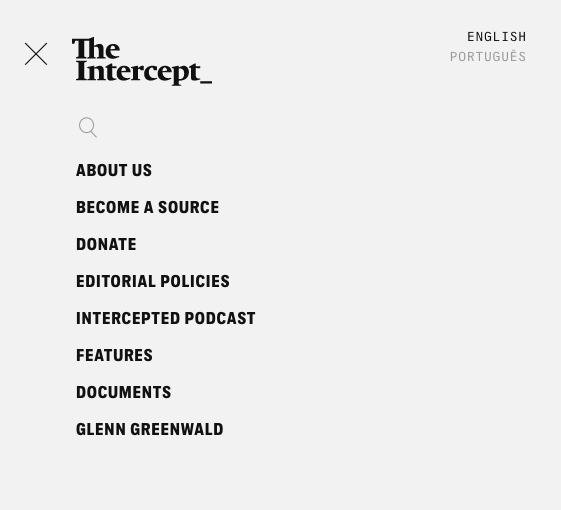 The
Intercept_
ENGLISH
PORTUGUÊS
ABOUT US
BECOME A SOURCE
DONATE
EDITORIAL POLICIES
INTERCEPTED PODCAST
FEATURES
DOCUMENTS
GLENN GREENWALD